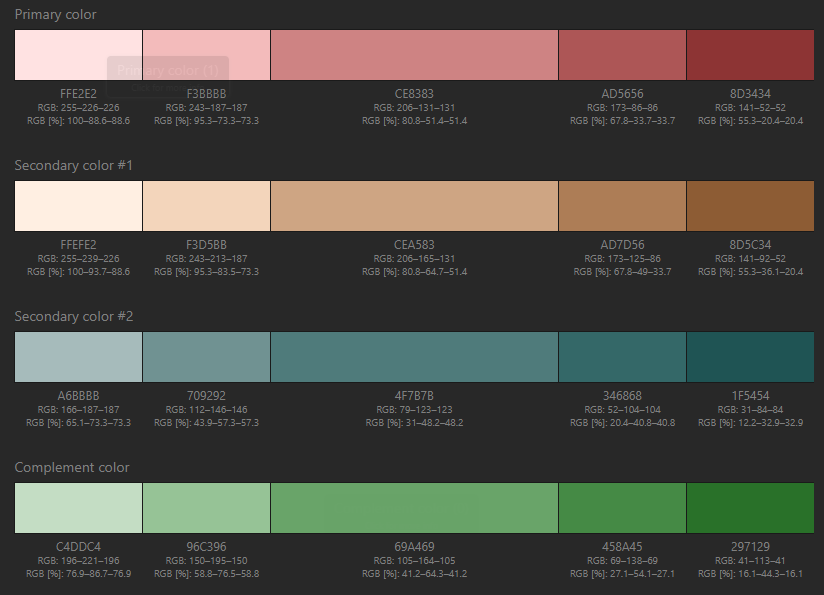 Primary color
Primary color (1)
FFE2E2 F3BBBB CE8383 AD5656 8D3434
RGB: 255–226–226 RGB: 243–187–187 RGB: 206–131–131 RGB: 173–86–86 RGB: 141–52–52
RGB [%]: 100–88.6–88.6 RGB [%]: 95.3–73.3–73.3 RGB [%]: 80.8–51.4–51.4 RGB [%]: 67.8–33.7–33.7 RGB [%]: 55.3–20.4–20.4
Secondary color #1
FFEFE2 F3D5BB CEA583 AD7D56 8D5C34
RGB: 255–239–226 RGB: 243–213–187 RGB: 206–165–131 RGB: 173–125–86 RGB: 141–92–52
RGB [%]: 100–93.7–88.6 RGB [%]: 95.3–83.5–73.3 RGB [%]: 80.8–64.7–51.4 RGB [%]: 67.8–49–33.7 RGB [%]: 55.3–36.1–20.4
Secondary color #2
A6BBBB 709292 4F7B7B 346868 1F5454
RGB: 166–187–187 RGB: 112–146–146 RGB: 79–123–123 RGB: 52–104–104 RGB: 31–84–84
RGB [%]: 65.1–73.3–73.3 RGB [%]: 43.9–57.3–57.3 RGB [%]: 31–48.2–48.2 RGB [%]: 20.4–40.8–40.8 RGB [%]: 12.2–32.9–32.9
Complement color
C4DDC4 96C396 69A469 458A45 297129
RGB: 196–221–196 RGB: 150–195–150 RGB: 105–164–105 RGB: 69–138–69 RGB: 41–113–41
RGB [%]: 76.9–86.7–76.9 RGB [%]: 58.8–76.5–58.8 RGB [%]: 41.2–64.3–41.2 RGB [%]: 27.1–54.1–27.1 RGB [%]: 16.1–44.3–16.1